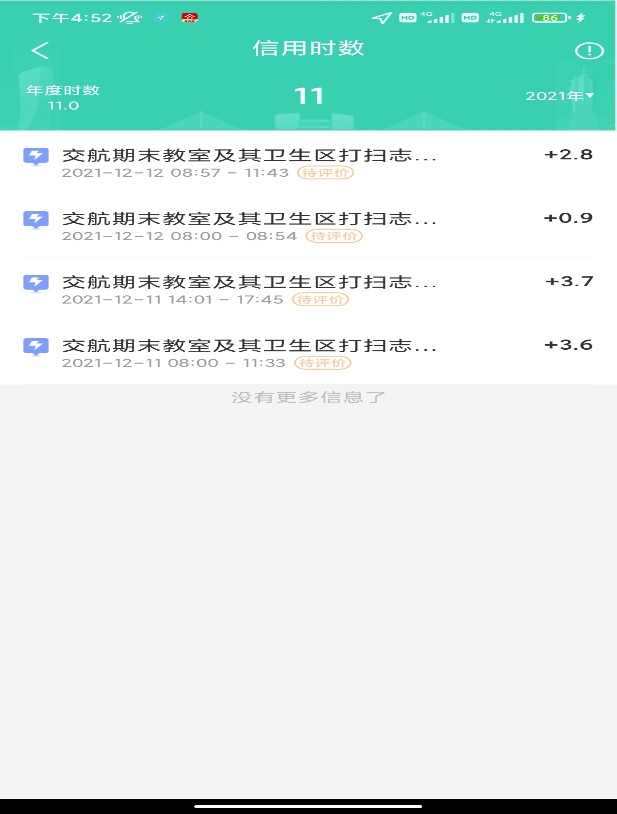 下午4:52
HD 4G HD 4G 86
信用时数
年度时数
11.0
11
2021年
交航期末教室及其卫生区打扫志...
+2.8
2021-12-12 08:57 - 11:43 待评价
交航期末教室及其卫生区打扫志...
+0.9
2021-12-12 08:00 - 08:54 待评价
交航期末教室及其卫生区打扫志...
+3.7
2021-12-11 14:01 - 17:45 待评价
交航期末教室及其卫生区打扫志...
+3.6
2021-12-11 08:00 - 11:33 待评价
没有更多信息了